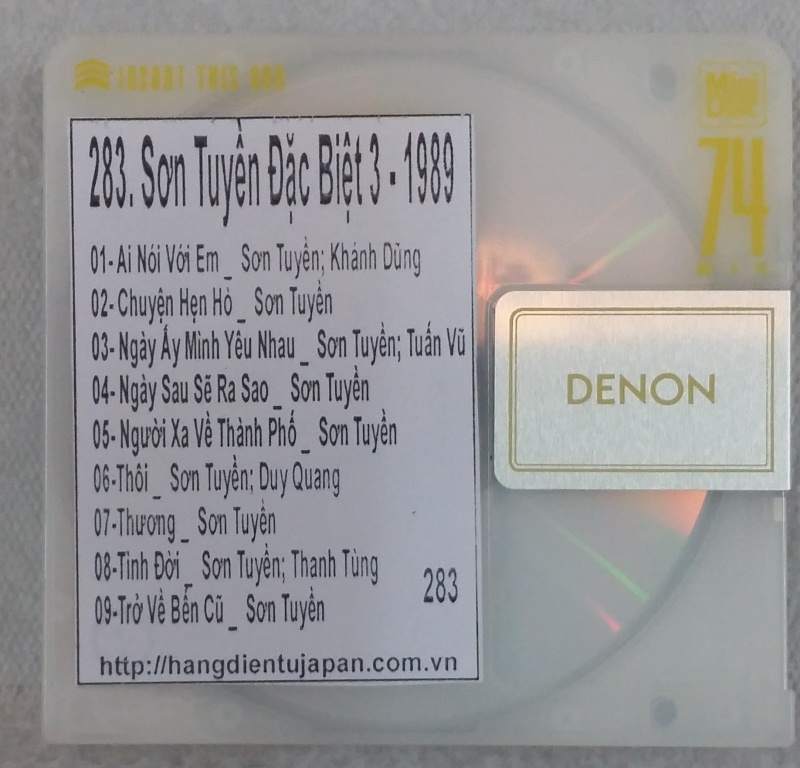 INSERT THIS END
Mini
74
283. Sơn Tuyền Đặc Biệt 3 - 1989
01-Ai Nói Với Em _ Sơn Tuyền; Khánh Dũng
02- Chuyện Hẹn Hò _ Sơn Tuyền
03- Ngày Ấy Mình Yêu Nhau _ Sơn Tuyền; Tuấn Vũ
04- Ngày Sau Sẽ Ra Sao _ Sơn Tuyền
05- Người Xa Về Thành Phố _ Sơn Tuyền
06-Thôi _ Sơn Tuyền; Duy Quang
07-Thương _ Sơn Tuyền
08-Tình Đời _ Sơn Tuyền; Thanh Tùng
283
09-Trở Về Bến Cũ _ Sơn Tuyền
http://hangdientujapan.com.vn
DENON